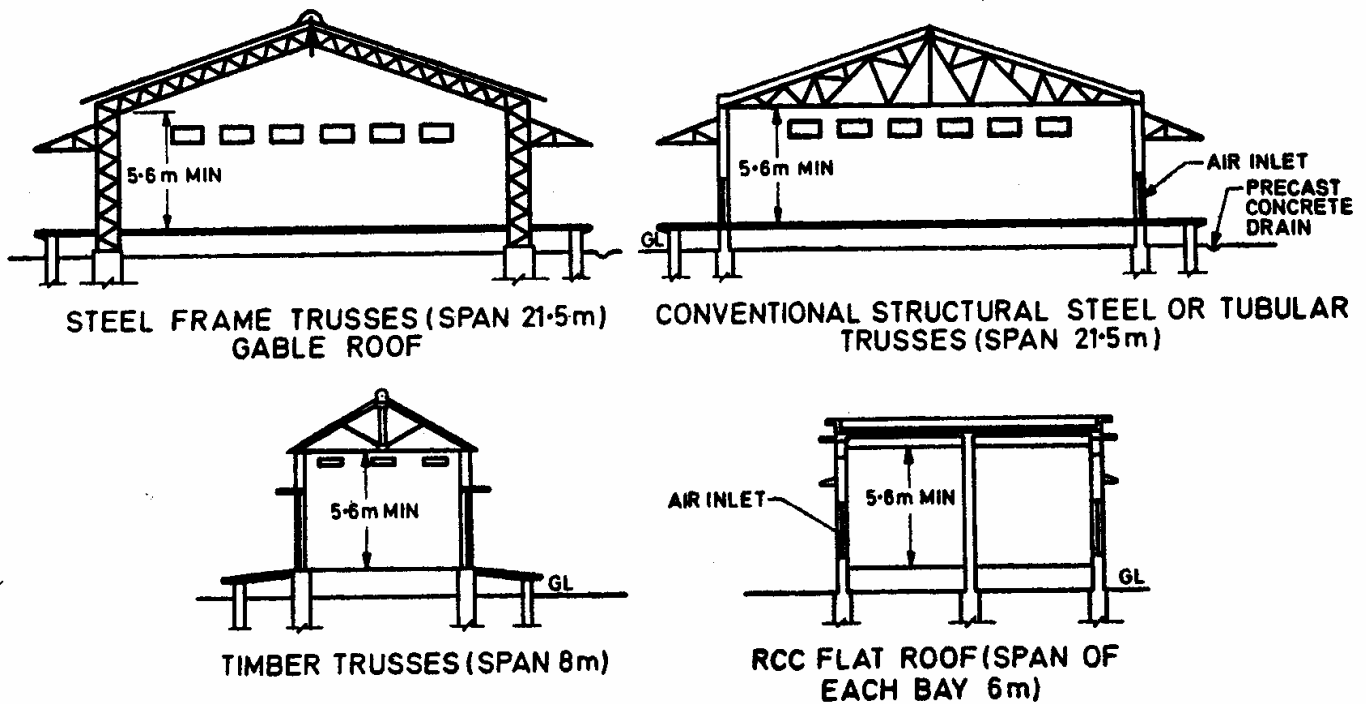 5·6m MIN
STEEL FRAME TRUSSES (SPAN 21·5m)
GABLE ROOF
5·6m MIN
AIR INLET
PRECAST
CONCRETE
DRAIN
GL
CONVENTIONAL STRUCTURAL STEEL OR TUBULAR
TRUSSES (SPAN 21·5m)
5·6m MIN
GL
TIMBER TRUSSES (SPAN 8m)
AIR INLET
5·6m MIN
GL
RCC FLAT ROOF (SPAN OF
EACH BAY 6m)